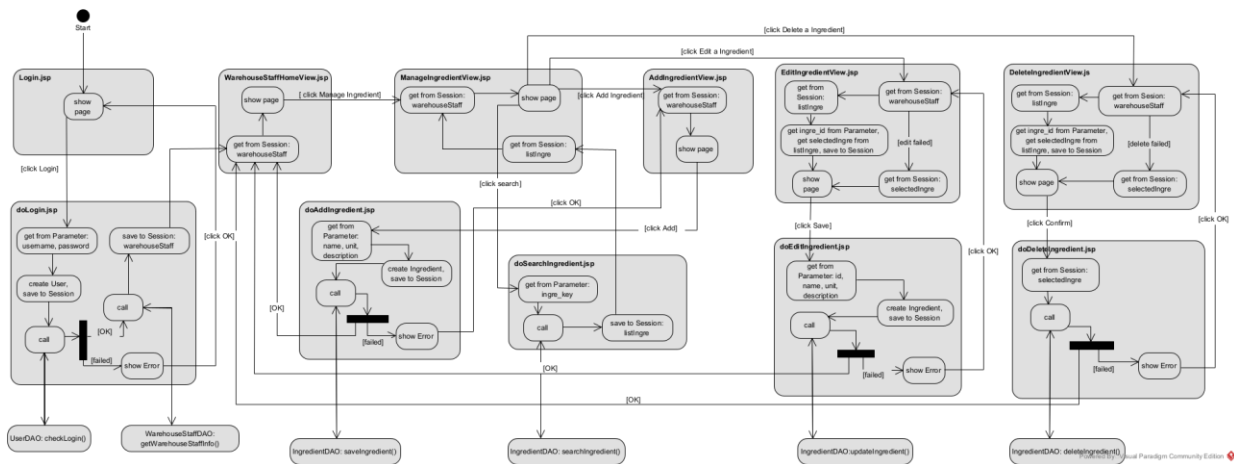 Start
[click Delete a Ingredient]
[click Edit a Ingredient]
Login.jsp
show
page
[click Login]
WarehouseStaffHomeView.jsp
show page
get from Session:
warehouseStaff
[ click Manage Ingredient]
ManageIngredientView.jsp
get from Session:
warehouseStaff
show page
get from Session:
listIngre
[click search]
[click Add Ingredient]
AddIngredientView.jsp
get from Session:
warehouseStaff
show page
[click Add]
EditIngredientView.jsp
get from
Session:
listIngre
get from Session:
warehouseStaff
get ingre_id from Parameter,
get selectedIngre from
listIngre, save to Session
[edit failed]
show
page
get from Session:
selectedIngre
[click Save]
DeleteIngredientView.js
get from Session:
listIngre
get from Session:
warehouseStaff
get ingre_id from Parameter,
get selectedIngre from
listIngre, save to Session
[delete failed]
show page
get from Session:
selectedIngre
[click Confirm]
doLogin.jsp
get from Parameter:
username, password
save to Session:
warehouseStaff
create User,
save to Session
call
call
[OK]
[failed]
show Error
[click OK]
doAddIngredient.jsp
get from
Parameter:
name, unit,
description
create Ingredient,
save to Session
call
[OK]
[failed]
show Error
[click OK]
doSearchIngredient.jsp
get from Parameter:
ingre_key
call
save to Session:
listIngre
doEditIngredient.jsp
get from
Parameter: id,
name, unit,
description
create Ingredient,
save to Session
call
[failed]
show Error
[click OK]
[OK]
doDeleteIngredient.jsp
get from Session:
selectedIngre
call
[failed]
show Error
[click OK]
[OK]
UserDAO: checkLogin()
WarehouseStaffDAO:
getWarehouseStaffInfo()
IngredientDAO: saveIngredient()
IngredientDAO: searchIngredient()
IngredientDAO:updateIngredient()
IngredientDAO: deleteIngredient()
Powered By Visual Paradigm Community Edition